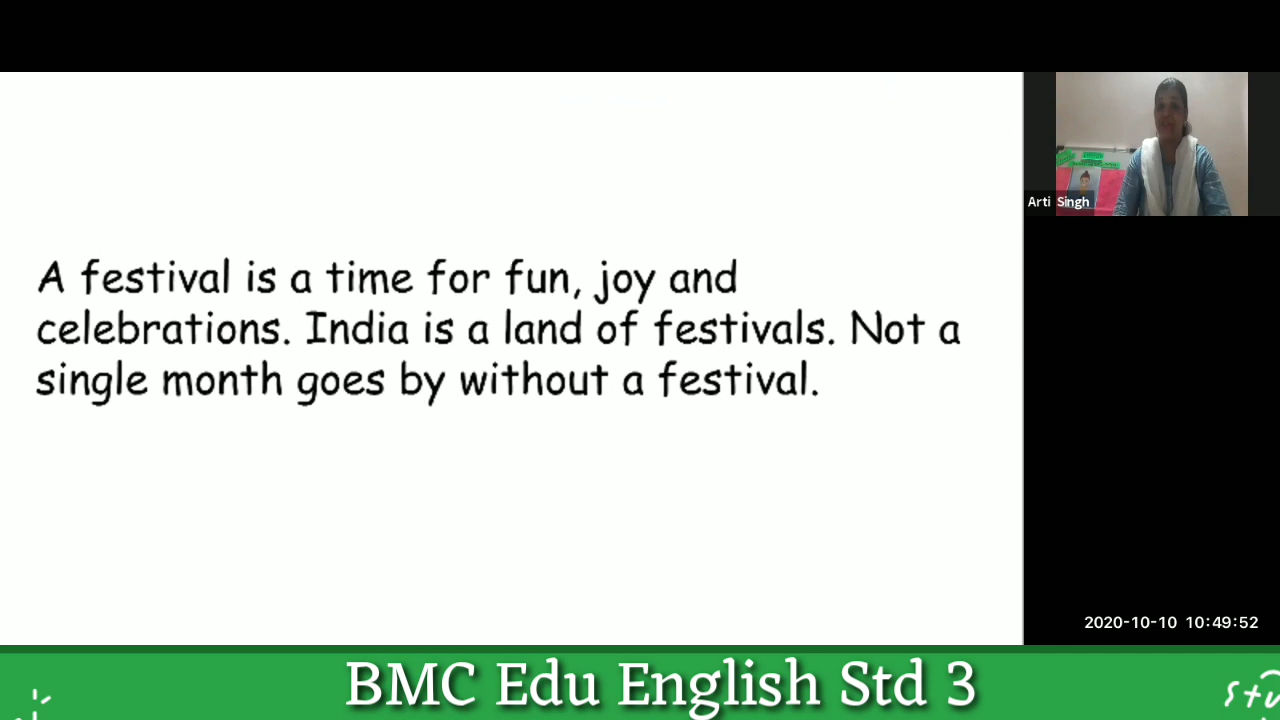 A festival is a time for fun, joy and
celebrations. India is a land of festivals. Not a
single month goes by without a festival.
Arti Singh
2020-10-10 10:49:52
BMC Edu English Std 3